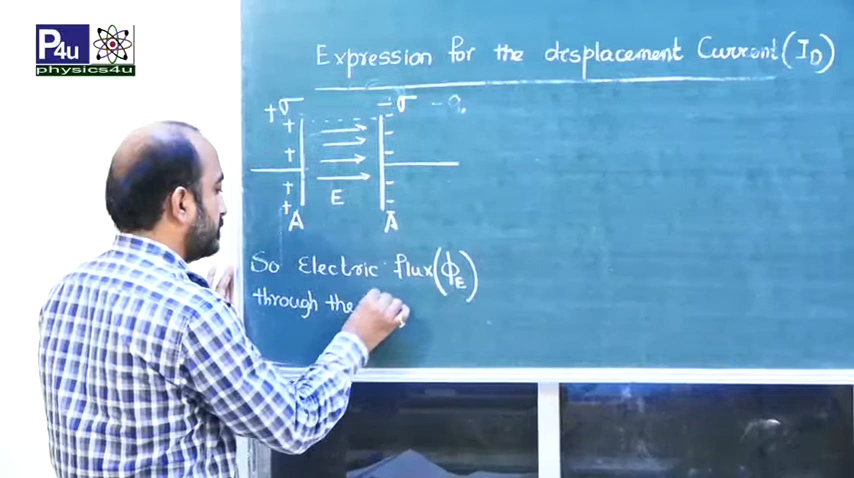 P4u
physics4u
Expression for the displacement Current (I_D)
+σ
-σ
E
A
A
So Electric flux (ϕ_E)
through the